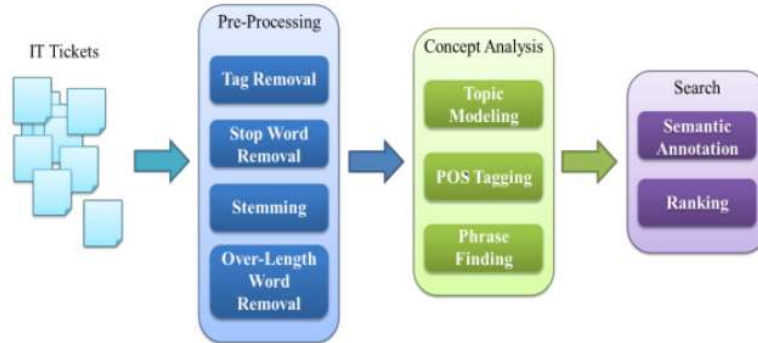 IT Tickets
Pre-Processing
Tag Removal
Stop Word
Removal
Stemming
Over-Length
Word
Removal
Concept Analysis
Topic
Modeling
POS Tagging
Phrase
Finding
Search
Semantic
Annotation
Ranking